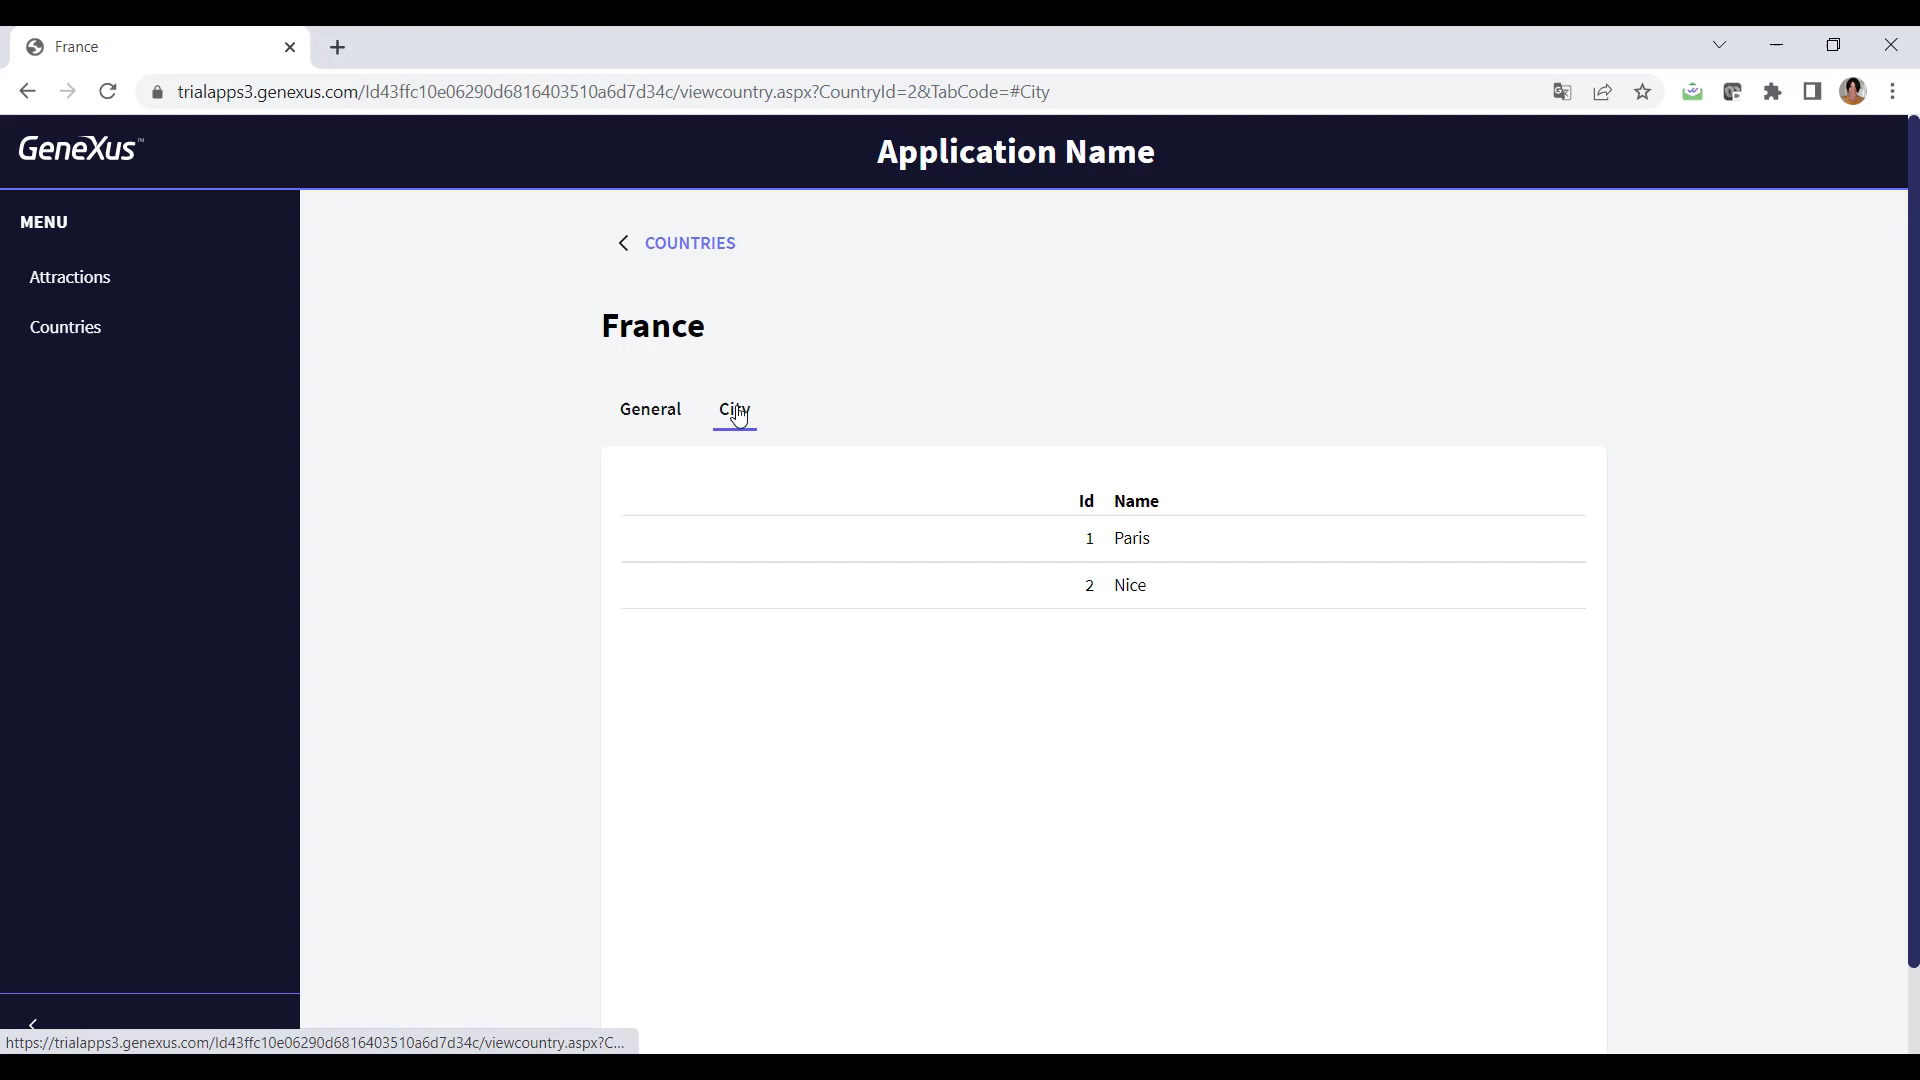 France
trialapps3.genexus.com/Id43ffc10e06290d6816403510a6d7d34c/viewcountry.aspx?CountryId=2&TabCode=#City
GeneXus™
Application Name
MENU
Attractions
Countries
COUNTRIES
France
General City
Id Name
1 Paris
2 Nice
https://trialapps3.genexus.com/Id43ffc10e06290d6816403510a6d7d34c/viewcountry.aspx?C...